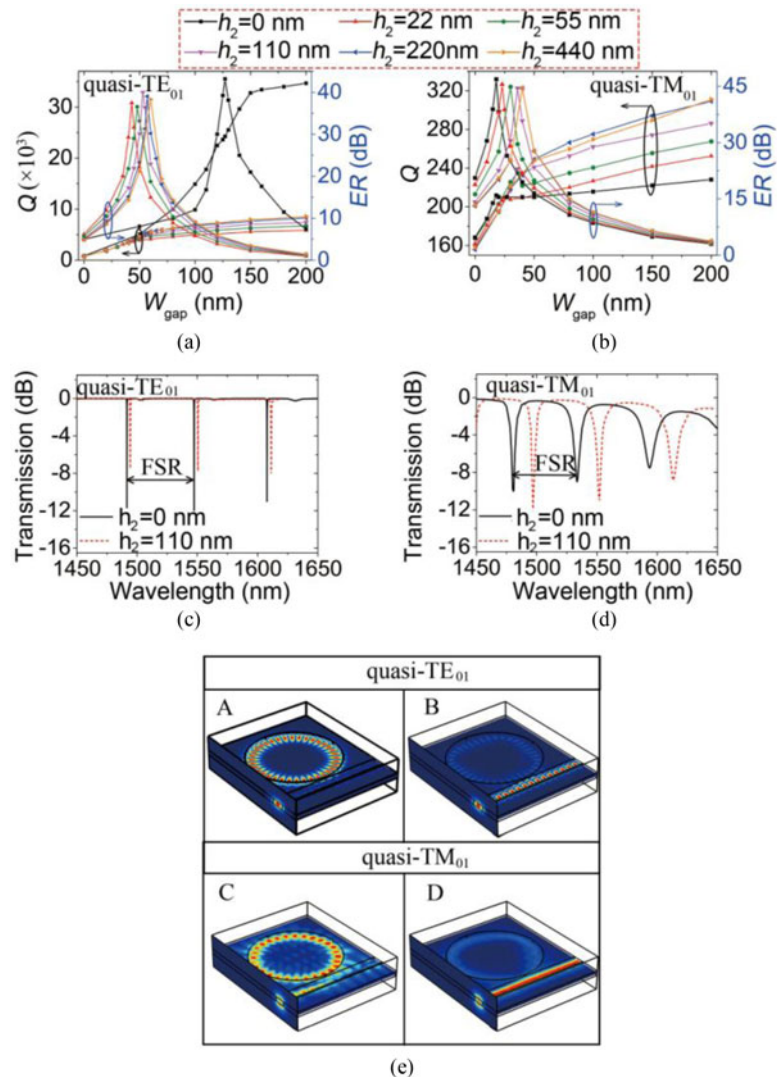 h₂=0 nm h₂=22 nm h₂=55 nm
h₂=110 nm h₂=220nm h₂=440 nm
quasi-TE₀₁
Q (×10³)
30
20
10
0
40
30
20
10
0
ER (dB)
0 50 100 150 200
W_gap (nm)
(a)
quasi-TM₀₁
Q
320
280
240
200
160
45
30
15
0
ER (dB)
0 50 100 150 200
W_gap (nm)
(b)
quasi-TE₀₁
Transmission (dB)
0
-4
-8
-12
-16
FSR
h₂=0 nm
h₂=110 nm
1450 1500 1550 1600 1650
Wavelength (nm)
(c)
quasi-TM₀₁
Transmission (dB)
0
-4
-8
-12
-16
FSR
h₂=0 nm
h₂=110 nm
1450 1500 1550 1600 1650
Wavelength (nm)
(d)
quasi-TE₀₁
A B
quasi-TM₀₁
C D
(e)